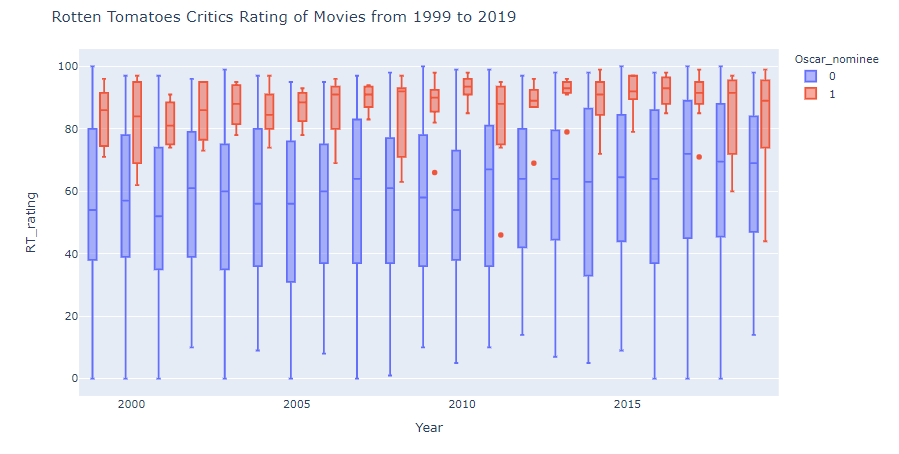 Rotten Tomatoes Critics Rating of Movies from 1999 to 2019
Oscar_nominee
0
1
RT_rating
100
80
60
40
20
0
2000 2005 2010 2015
Year